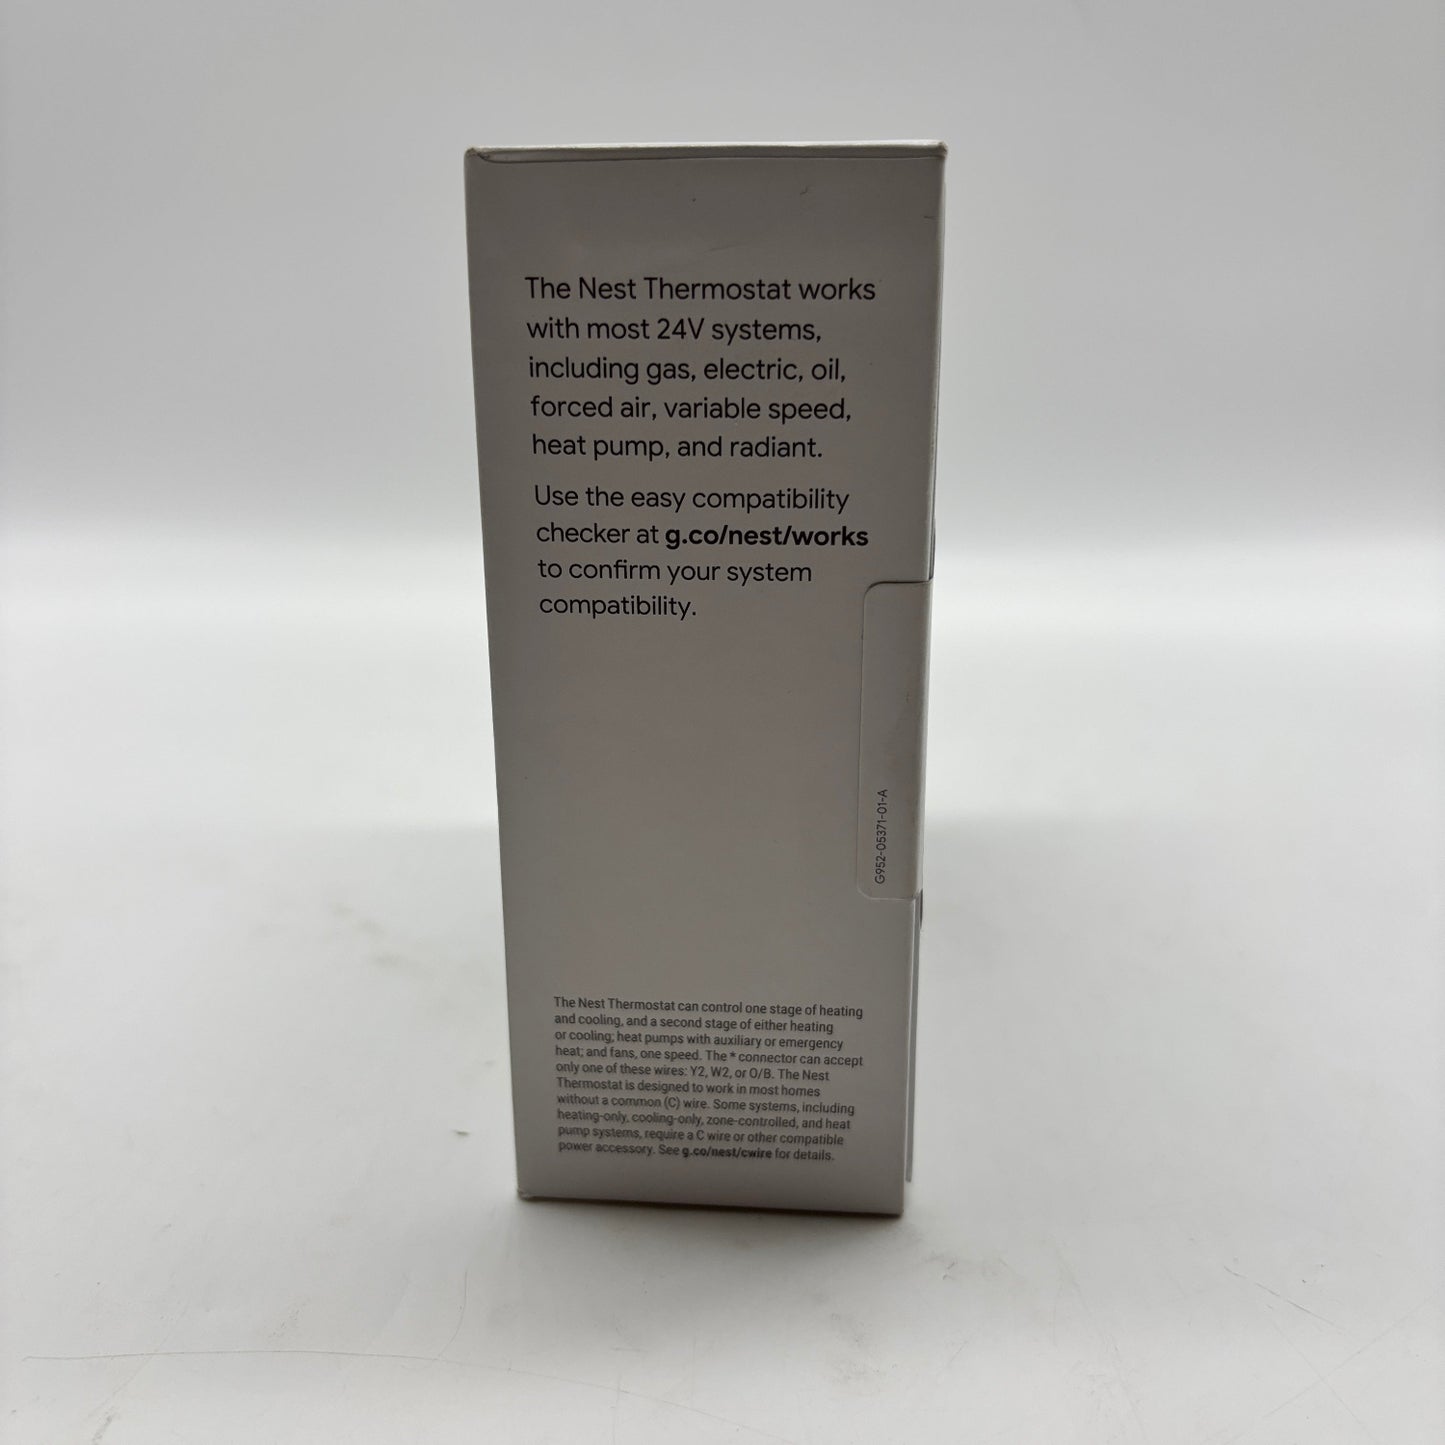 The Nest Thermostat works
with most 24V systems,
including gas, electric, oil,
forced air, variable speed,
heat pump, and radiant.
Use the easy compatibility
checker at g.co/nest/works
to confirm your system
compatibility.
G952-05371-01-A
The Nest Thermostat can control one stage of heating
and cooling, and a second stage of either heating
or cooling; heat pumps with auxiliary or emergency
heat; and fans, one speed. The * connector can accept
only one of these wires: Y2, W2, or O/B. The Nest
Thermostat is designed to work in most homes
without a common (C) wire. Some systems, including
heating-only, cooling-only, zone-controlled, and heat
pump systems, require a C wire or other compatible
power accessory. See g.co/nest/cwire for details.